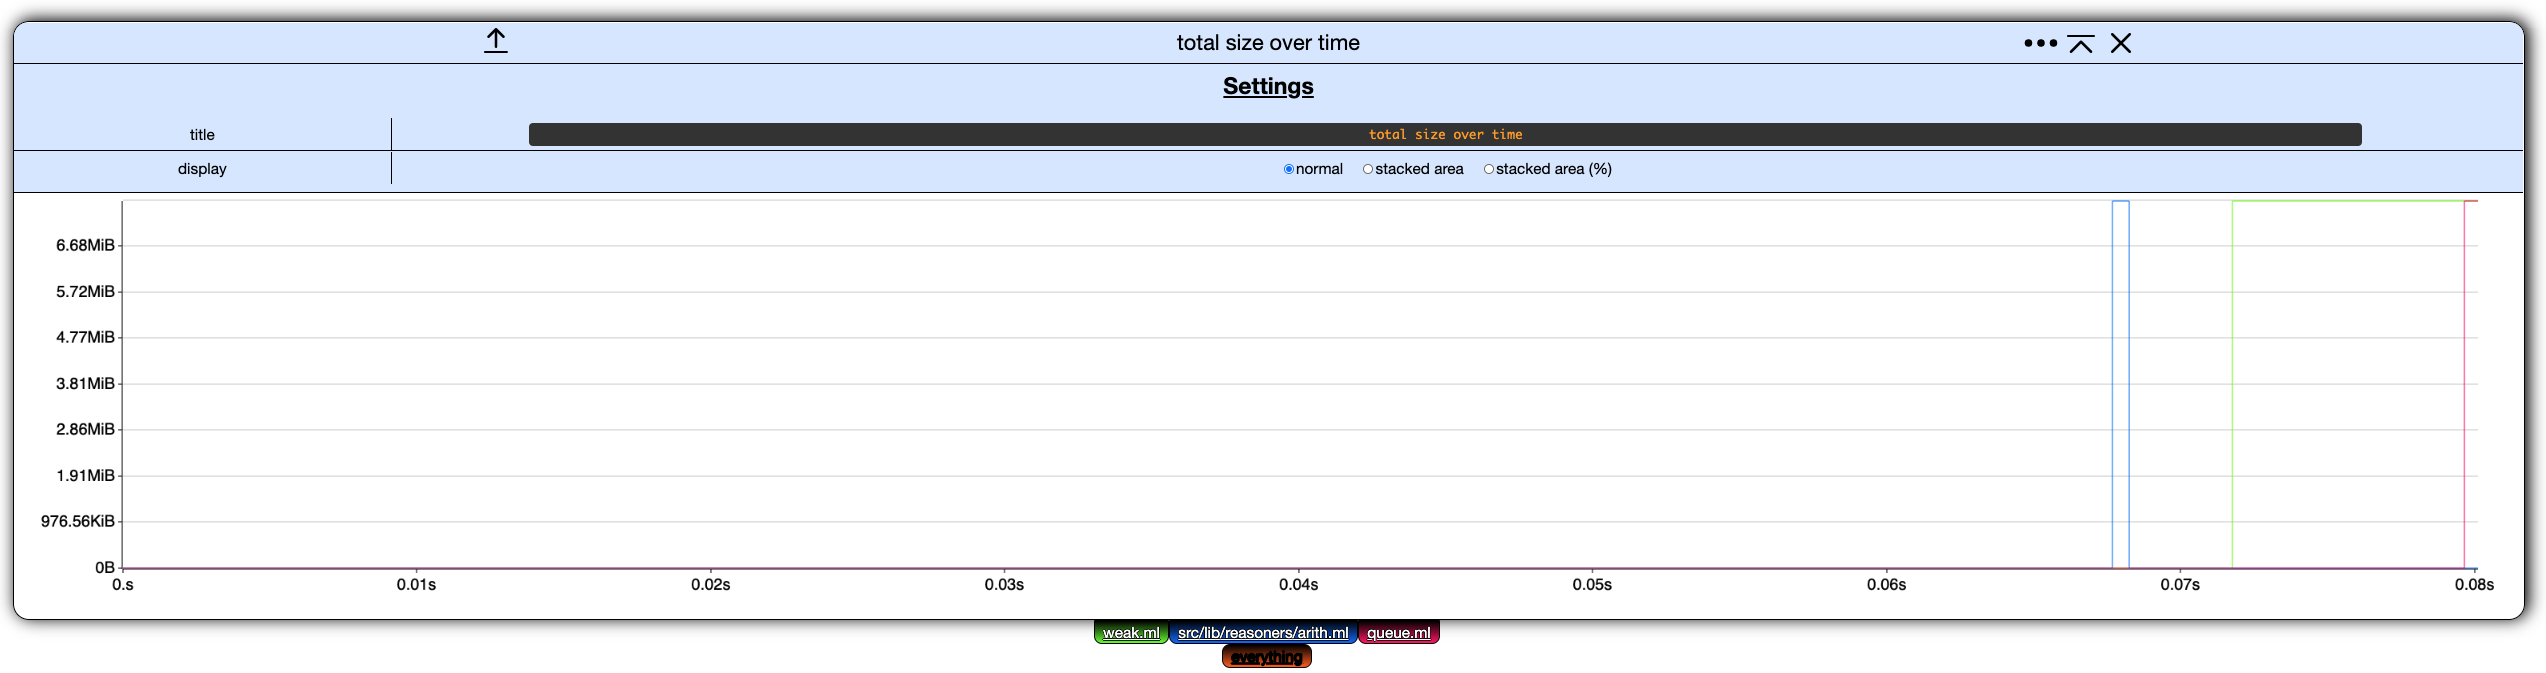 total size over time
Settings
title
total size over time
display
normal stacked area stacked area (%)
6.68MiB
5.72MiB
4.77MiB
3.81MiB
2.86MiB
1.91MiB
976.56KiB
0B
0.s 0.01s 0.02s 0.03s 0.04s 0.05s 0.06s 0.07s 0.08s
weak.ml src/lib/reasoners/arith.ml queue.ml
everything